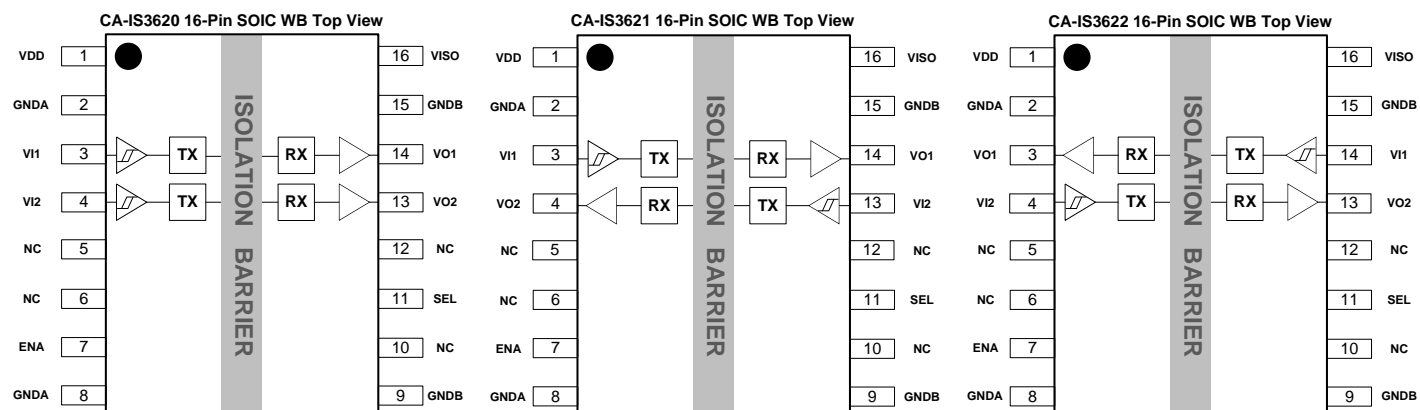 CA-IS3620 16-Pin SOIC WB Top View
VDD 1 16 VISO
GNDA 2 15 GNDB
VI1 3 TX RX 14 VO1
VI2 4 TX RX 13 VO2
NC 5 12 NC
NC 6 11 SEL
ENA 7 10 NC
GNDA 8 9 GNDB
ISOLATION BARRIER
CA-IS3621 16-Pin SOIC WB Top View
VDD 1 16 VISO
GNDA 2 15 GNDB
VI1 3 TX RX 14 VO1
VO2 4 RX TX 13 VI2
NC 5 12 NC
NC 6 11 SEL
ENA 7 10 NC
GNDA 8 9 GNDB
ISOLATION BARRIER
CA-IS3622 16-Pin SOIC WB Top View
VDD 1 16 VISO
GNDA 2 15 GNDB
VO1 3 RX TX 14 VI1
VI2 4 TX RX 13 VO2
NC 5 12 NC
NC 6 11 SEL
ENA 7 10 NC
GNDA 8 9 GNDB
ISOLATION BARRIER